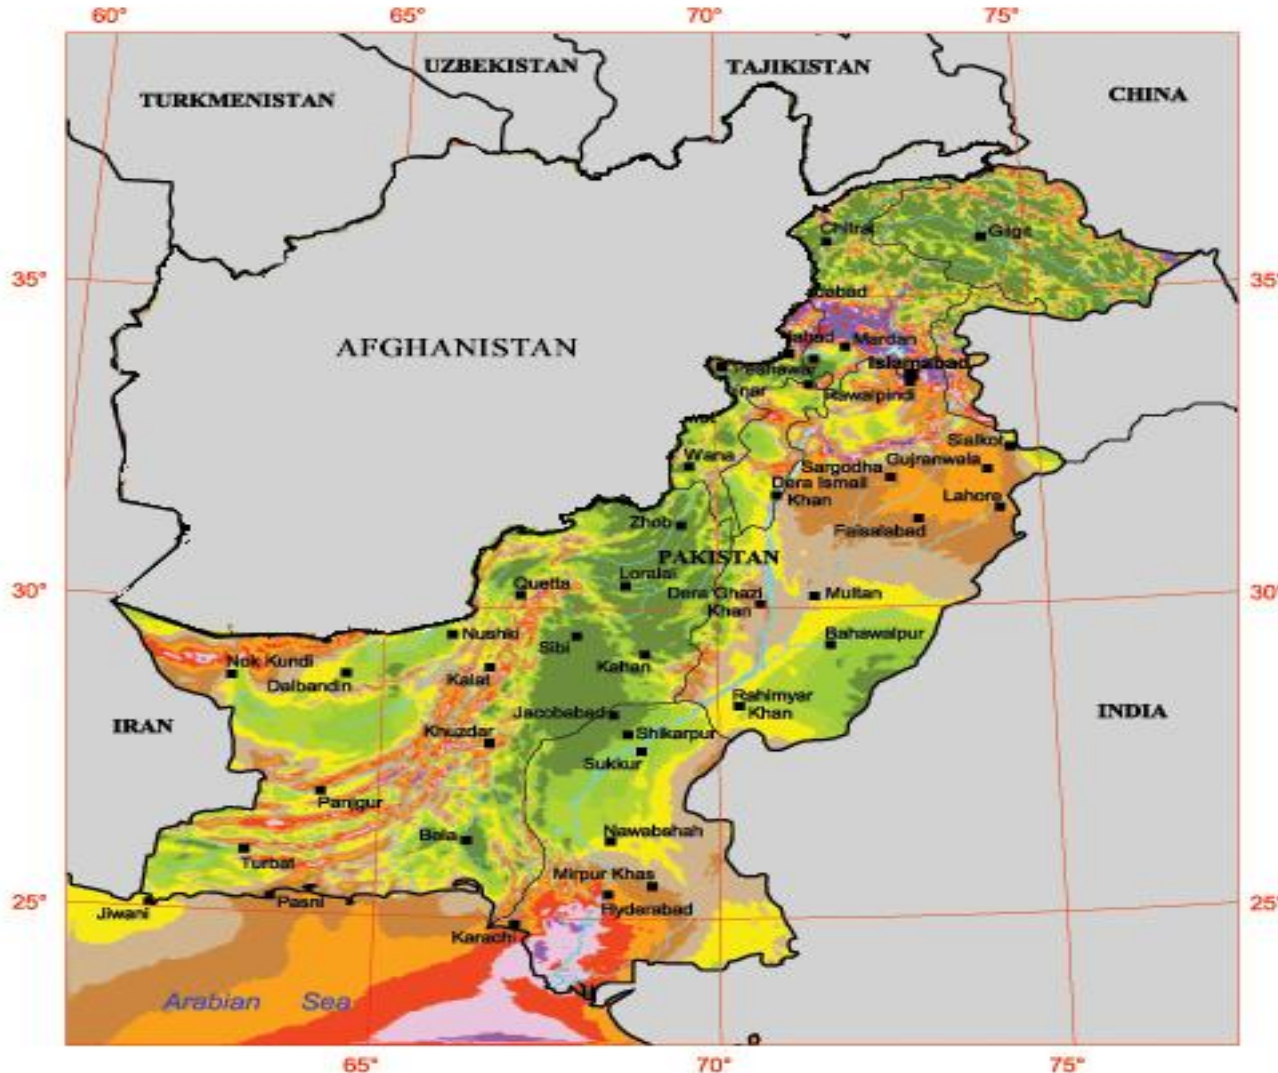 60° 65° 70° 75°
UZBEKISTAN
TAJIKISTAN
TURKMENISTAN
CHINA
Chitral
Gilgit
35° 35°
AFGHANISTAN
Mardan
Peshawar
Islamabad
Rawalpindi
Sialkot
Wana
Sargodha
Gujranwala
Dera Ismail
Khan
Lahore
Zhob
Faisalabad
PAKISTAN
Quetta
Loralai
30° 30°
Dera Ghazi
Khan
Multan
Nushki
Sibi
Bahawalpur
Nok Kundi
Dalbandin
Kalat
Kahan
Rahimyar
Khan
IRAN
INDIA
Jacobabad
Khuzdar
Shikarpur
Sukkur
Panjgur
Bela
Nawabshah
Turbat
Mirpur Khas
25° 25°
Jiwani
Pasni
Hyderabad
Karachi
Arabian Sea
65° 70° 75°